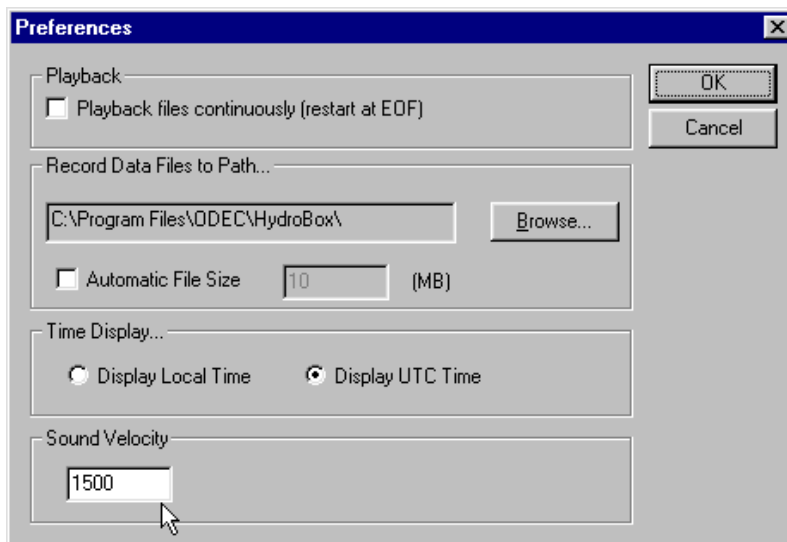 Preferences
Playback
Playback files continuously (restart at EOF)
OK
Cancel
Record Data Files to Path...
C:\Program Files\ODEC\HydroBox\
Browse...
Automatic File Size 10 (MB)
Time Display...
Display Local Time Display UTC Time
Sound Velocity
1500